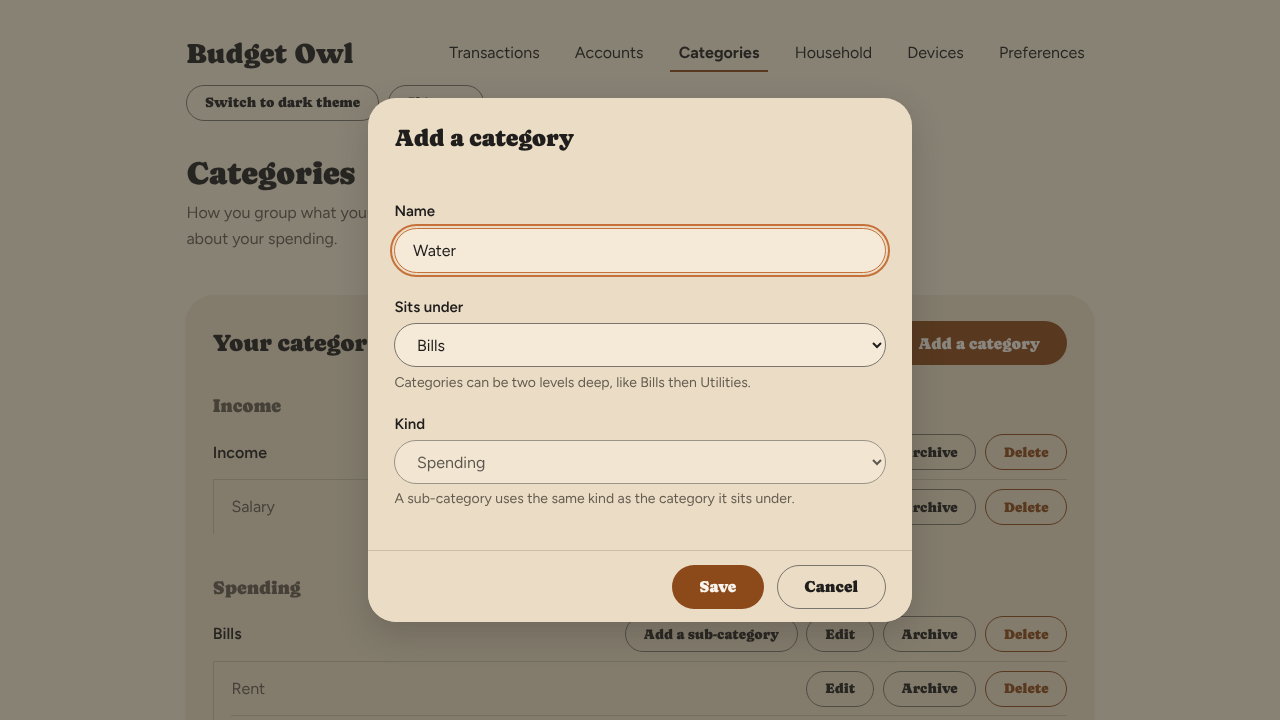 Budget Owl
Transactions Accounts Categories Household Devices Preferences
Switch to dark theme
Categories
How you group what you
about your spending.
Add a category
Name
Water
Sits under
Bills
Categories can be two levels deep, like Bills then Utilities.
Kind
Spending
A sub-category uses the same kind as the category it sits under.
Save Cancel
Your categor Add a category
Income
Income rchive Delete
Salary rchive Delete
Spending
Bills Add a sub-category Edit Archive Delete
Rent Edit Archive Delete